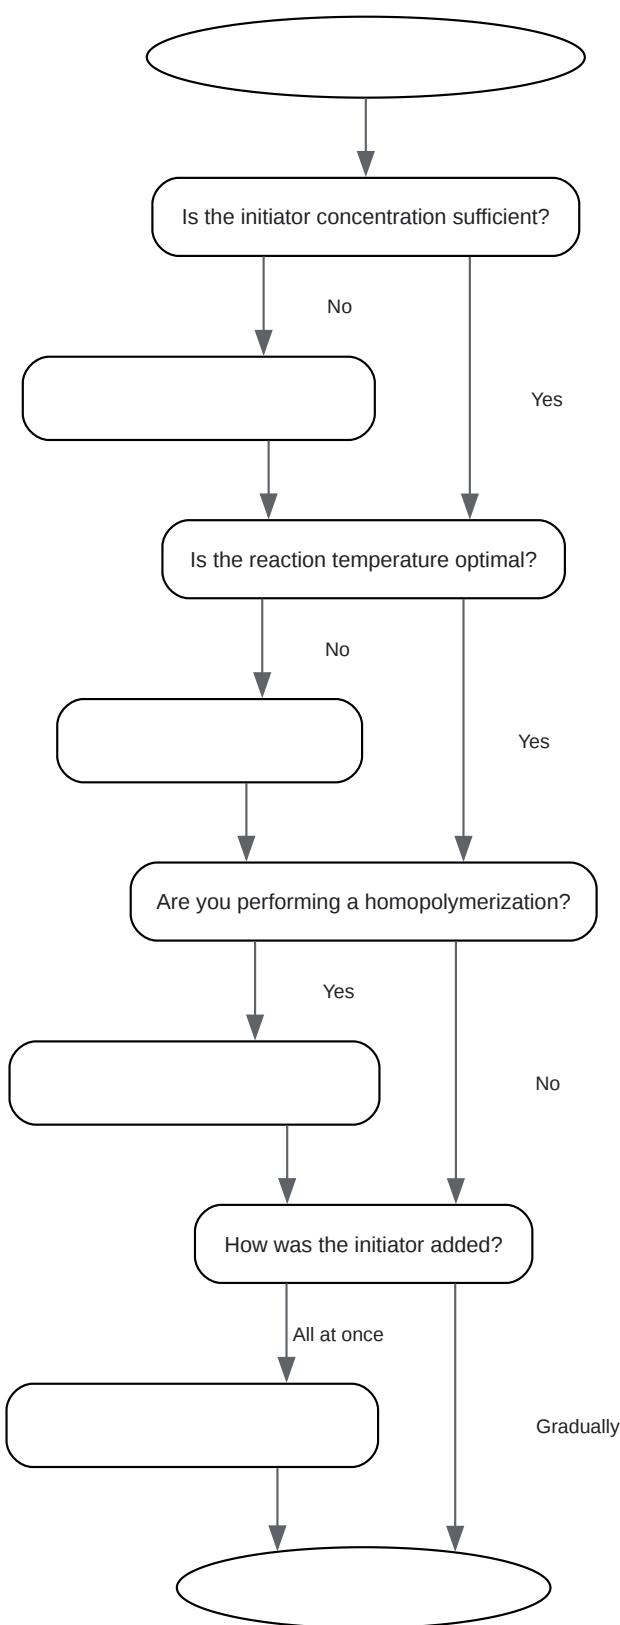 Is the initiator concentration sufficient?
No
Yes
Is the reaction temperature optimal?
No
Yes
Are you performing a homopolymerization?
Yes
No
How was the initiator added?
All at once
Gradually